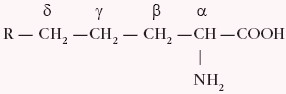 δ γ β α
R — CH₂ — CH₂ — CH₂ — CH — COOH
|
NH₂